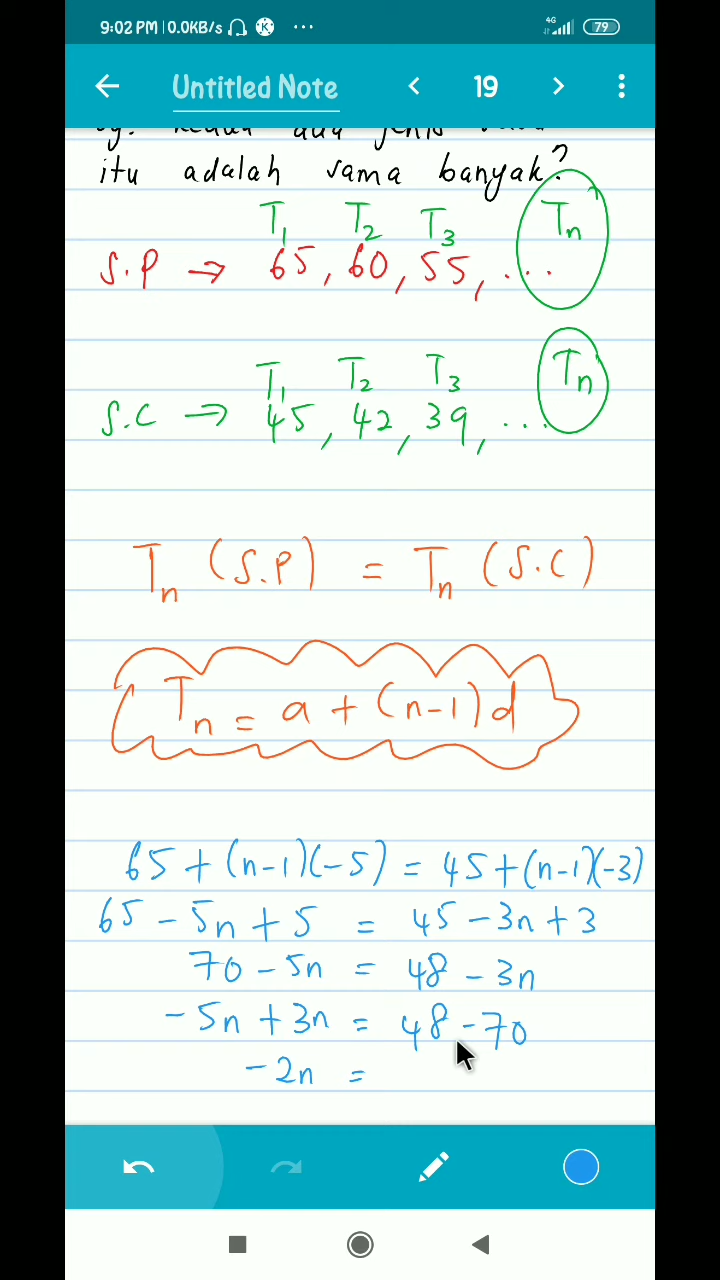 9:02 PM | 0.0KB/s K ... 4G 79
Untitled Note < 19 >
itu adalah sama banyak?
T₁ T₂ T₃ Tₙ
S.P → 65, 60, 55, ...
T₁ T₂ T₃ Tₙ
S.C → 45, 42, 39, ...
Tₙ (S.P) = Tₙ (S.C)
Tₙ = a + (n-1)d
65 + (n-1)(-5) = 45 + (n-1)(-3)
65 - 5n + 5 = 45 - 3n + 3
70 - 5n = 48 - 3n
-5n + 3n = 48 - 70
-2n =